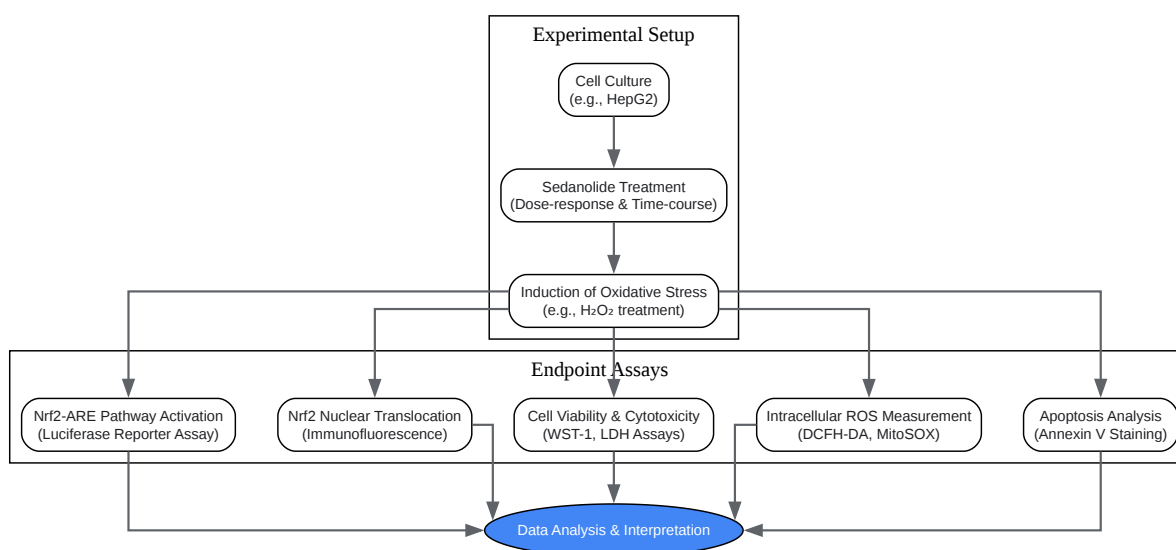 Experimental Setup
Cell Culture
(e.g., HepG2)
Sedanolide Treatment
(Dose-response & Time-course)
Induction of Oxidative Stress
(e.g., H₂O₂ treatment)
Endpoint Assays
Nrf2-ARE Pathway Activation
(Luciferase Reporter Assay)
Nrf2 Nuclear Translocation
(Immunofluorescence)
Cell Viability & Cytotoxicity
(WST-1, LDH Assays)
Intracellular ROS Measurement
(DCFH-DA, MitoSOX)
Apoptosis Analysis
(Annexin V Staining)
Data Analysis & Interpretation